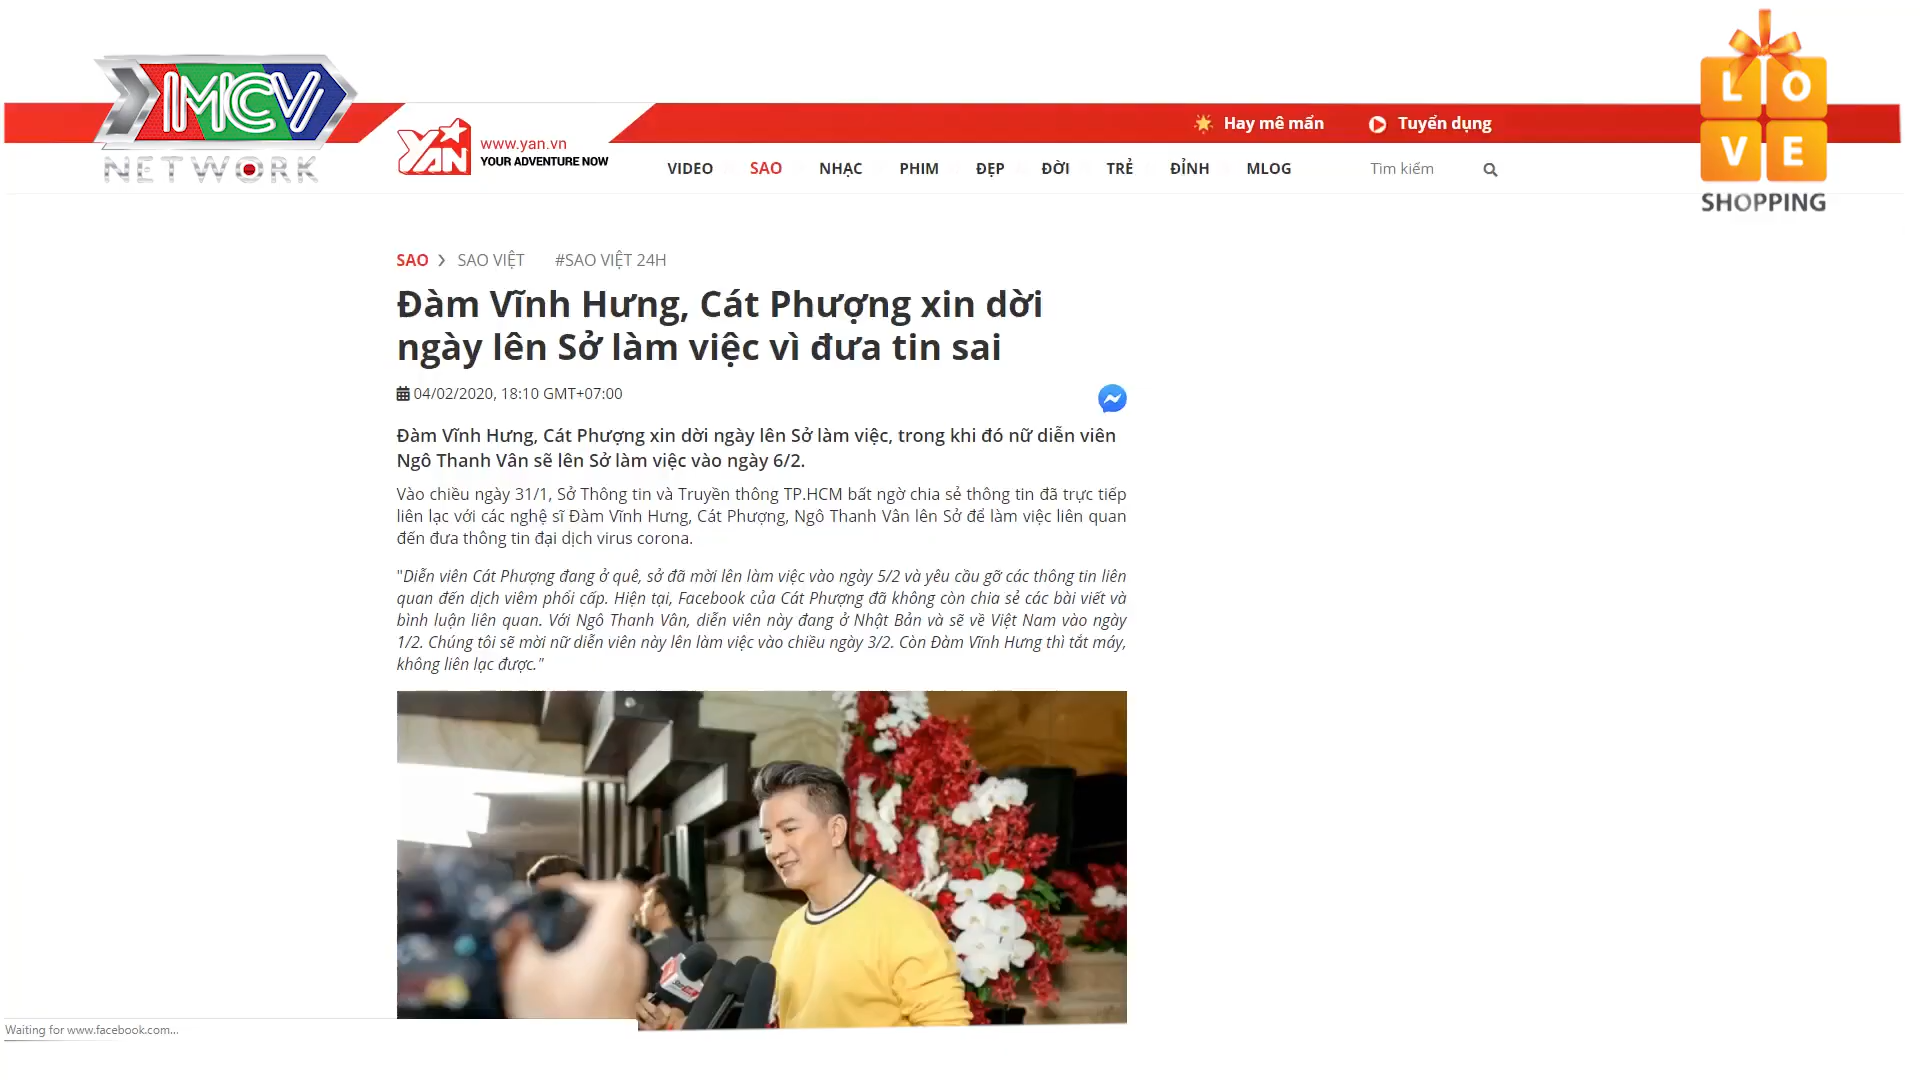 MCV
NETWORK
YAN
www.yan.vn
YOUR ADVENTURE NOW
Hay mê mẩn
Tuyển dụng
VIDEO
SAO
NHẠC
PHIM
ĐẸP
ĐỜI
TRẺ
ĐỈNH
MLOG
Tìm kiếm
L O
V E
SHOPPING
SAO
SAO VIỆT
#SAO VIỆT 24H
Đàm Vĩnh Hưng, Cát Phượng xin dời
ngày lên Sở làm việc vì đưa tin sai
04/02/2020, 18:10 GMT+07:00
Đàm Vĩnh Hưng, Cát Phượng xin dời ngày lên Sở làm việc, trong khi đó nữ diễn viên
Ngô Thanh Vân sẽ lên Sở làm việc vào ngày 6/2.
Vào chiều ngày 31/1, Sở Thông tin và Truyền thông TP.HCM bất ngờ chia sẻ thông tin đã trực tiếp
liên lạc với các nghệ sĩ Đàm Vĩnh Hưng, Cát Phượng, Ngô Thanh Vân lên Sở để làm việc liên quan
đến đưa thông tin đại dịch virus corona.
"Diễn viên Cát Phượng đang ở quê, sở đã mời lên làm việc vào ngày 5/2 và yêu cầu gỡ các thông tin liên
quan đến dịch viêm phổi cấp. Hiện tại, Facebook của Cát Phượng đã không còn chia sẻ các bài viết và
bình luận liên quan. Với Ngô Thanh Vân, diễn viên này đang ở Nhật Bản và sẽ về Việt Nam vào ngày
1/2. Chúng tôi sẽ mời nữ diễn viên này lên làm việc vào chiều ngày 3/2. Còn Đàm Vĩnh Hưng thì tắt máy,
không liên lạc được."
Waiting for www.facebook.com...